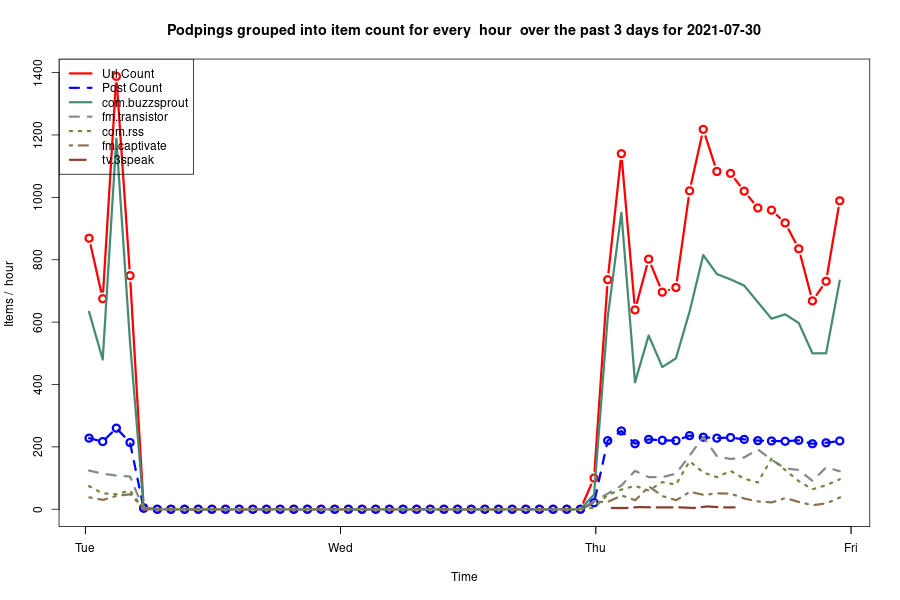 Podpings grouped into item count for every  hour  over the past 3 days for 2021-07-30
Items / hour
1400
1200
1000
800
600
400
200
0
Url Count
Post Count
com.buzzsprout
fm.transistor
com.rss
fm.captivate
tv.3speak
Tue
Wed
Thu
Fri
Time